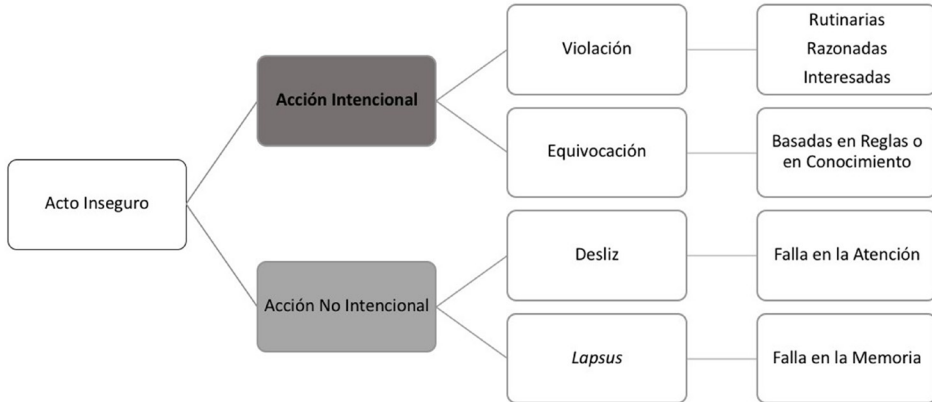 Acto Inseguro
Acción Intencional
Violación
Rutinarias
Razonadas
Interesadas
Equivocación
Basadas en Reglas o
en Conocimiento
Acción No Intencional
Desliz
Falla en la Atención
Lapsus
Falla en la Memoria